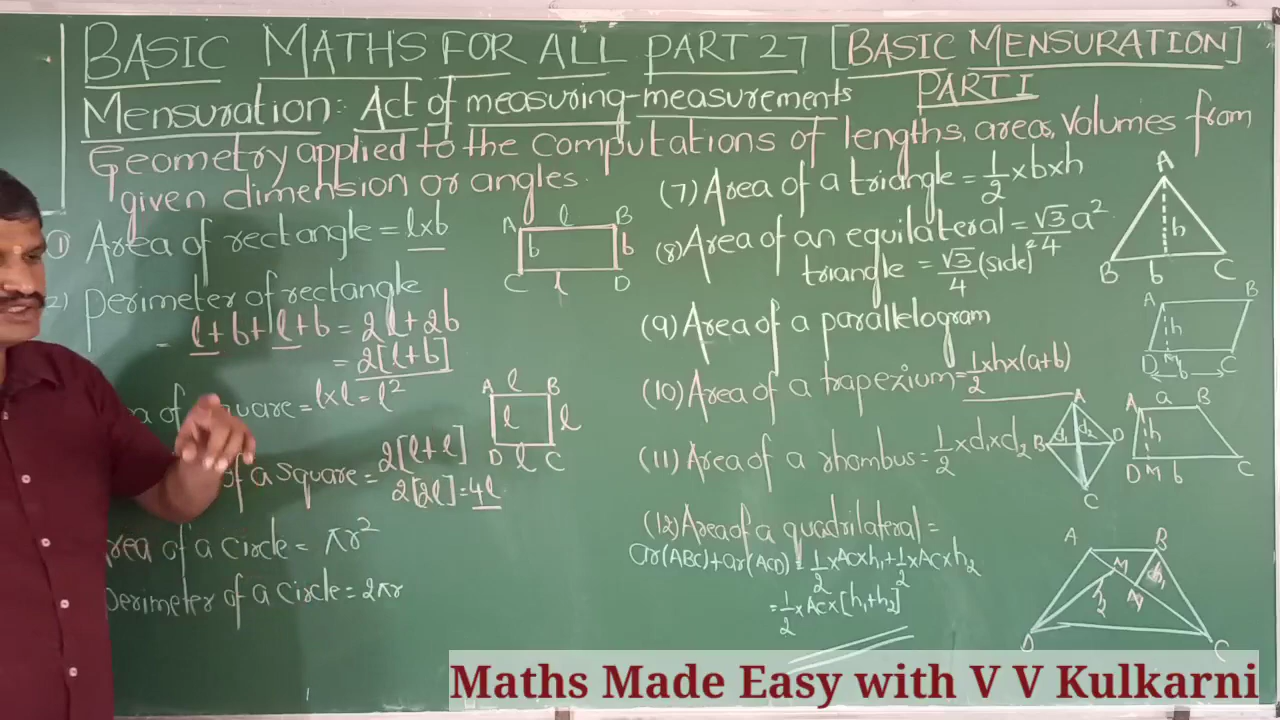 BASIC MATHS FOR ALL PART 27 [BASIC MENSURATION]
PART I
Mensuration: Act of measuring-measurements
Geometry applied to the computations of lengths, areas, Volumes from
given dimension or angles.
① Area of rectangle = l×b
A l B
b b
C l D
2) Perimeter of rectangle
= l+b+l+b = 2l+2b
= 2[l+b]
a of square = l×l = l²
A l B
l l
D l C
of a square = 2[l+l]
2[2l] = 4l
rea of a circle = πr²
perimeter of a circle = 2πr
(7) Area of a triangle = 1/2 × b×h
A
h
B b C
(8) Area of an equilateral = √3/4 a²
triangle = √3/4 (side)²
(9) Area of a parallelogram
A B
h
D M b C
(10) Area of a trapezium = 1/2 ×h×(a+b)
A a B
h
D M b C
(11) Area of a rhombus = 1/2 ×d₁×d₂
A
d₁ d₂
B D
C
(12) Area of a quadrilateral =
ar(ABC)+ar(ACD) = 1/2 ×AC×h₁+1/2 ×AC×h₂
= 1/2 ×AC×[h₁+h₂]
A B
M h₁
h₂
D C
Maths Made Easy with V V Kulkarni